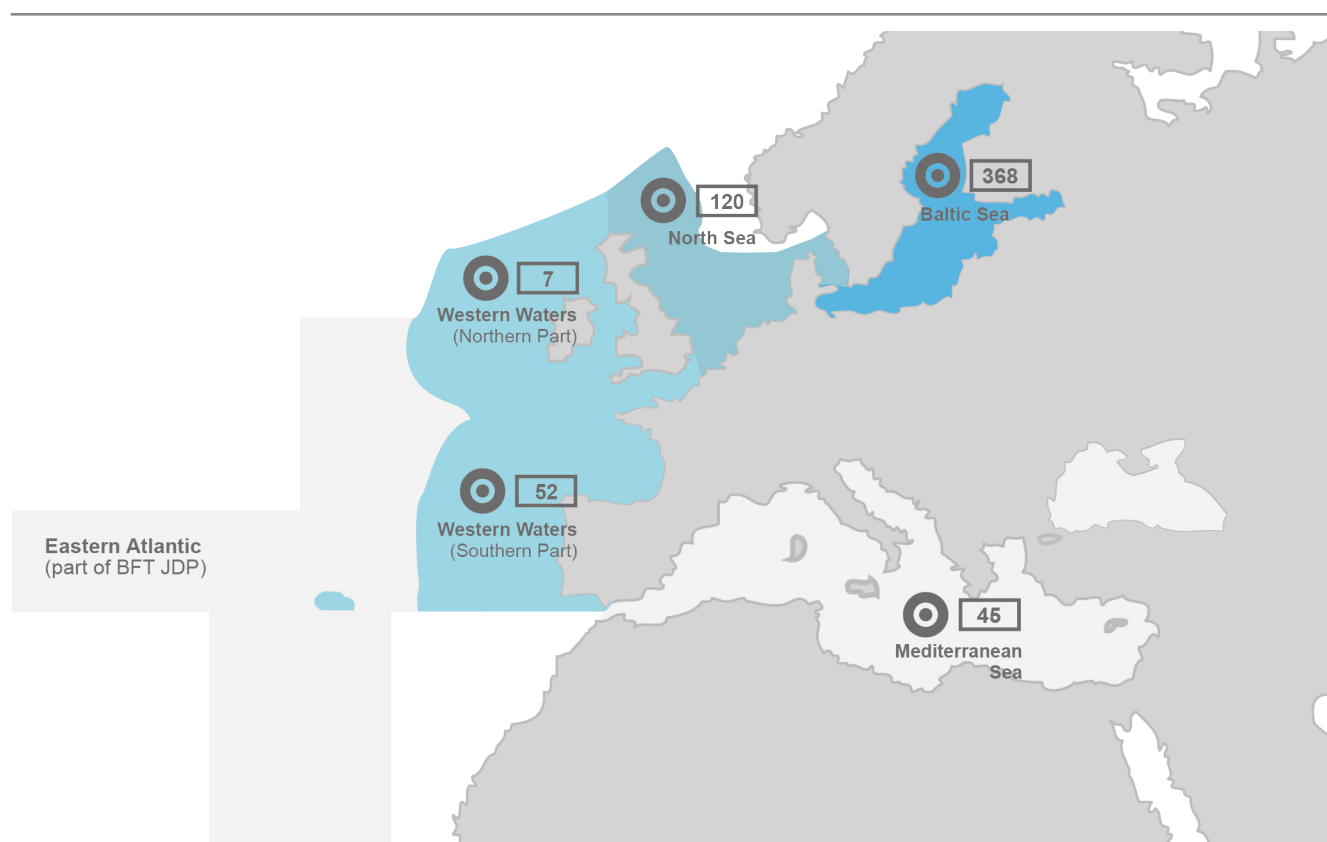 368
Baltic Sea
120
North Sea
7
Western Waters
(Northern Part)
52
Western Waters
(Southern Part)
Eastern Atlantic
(part of BFT JDP)
45
Mediterranean
Sea